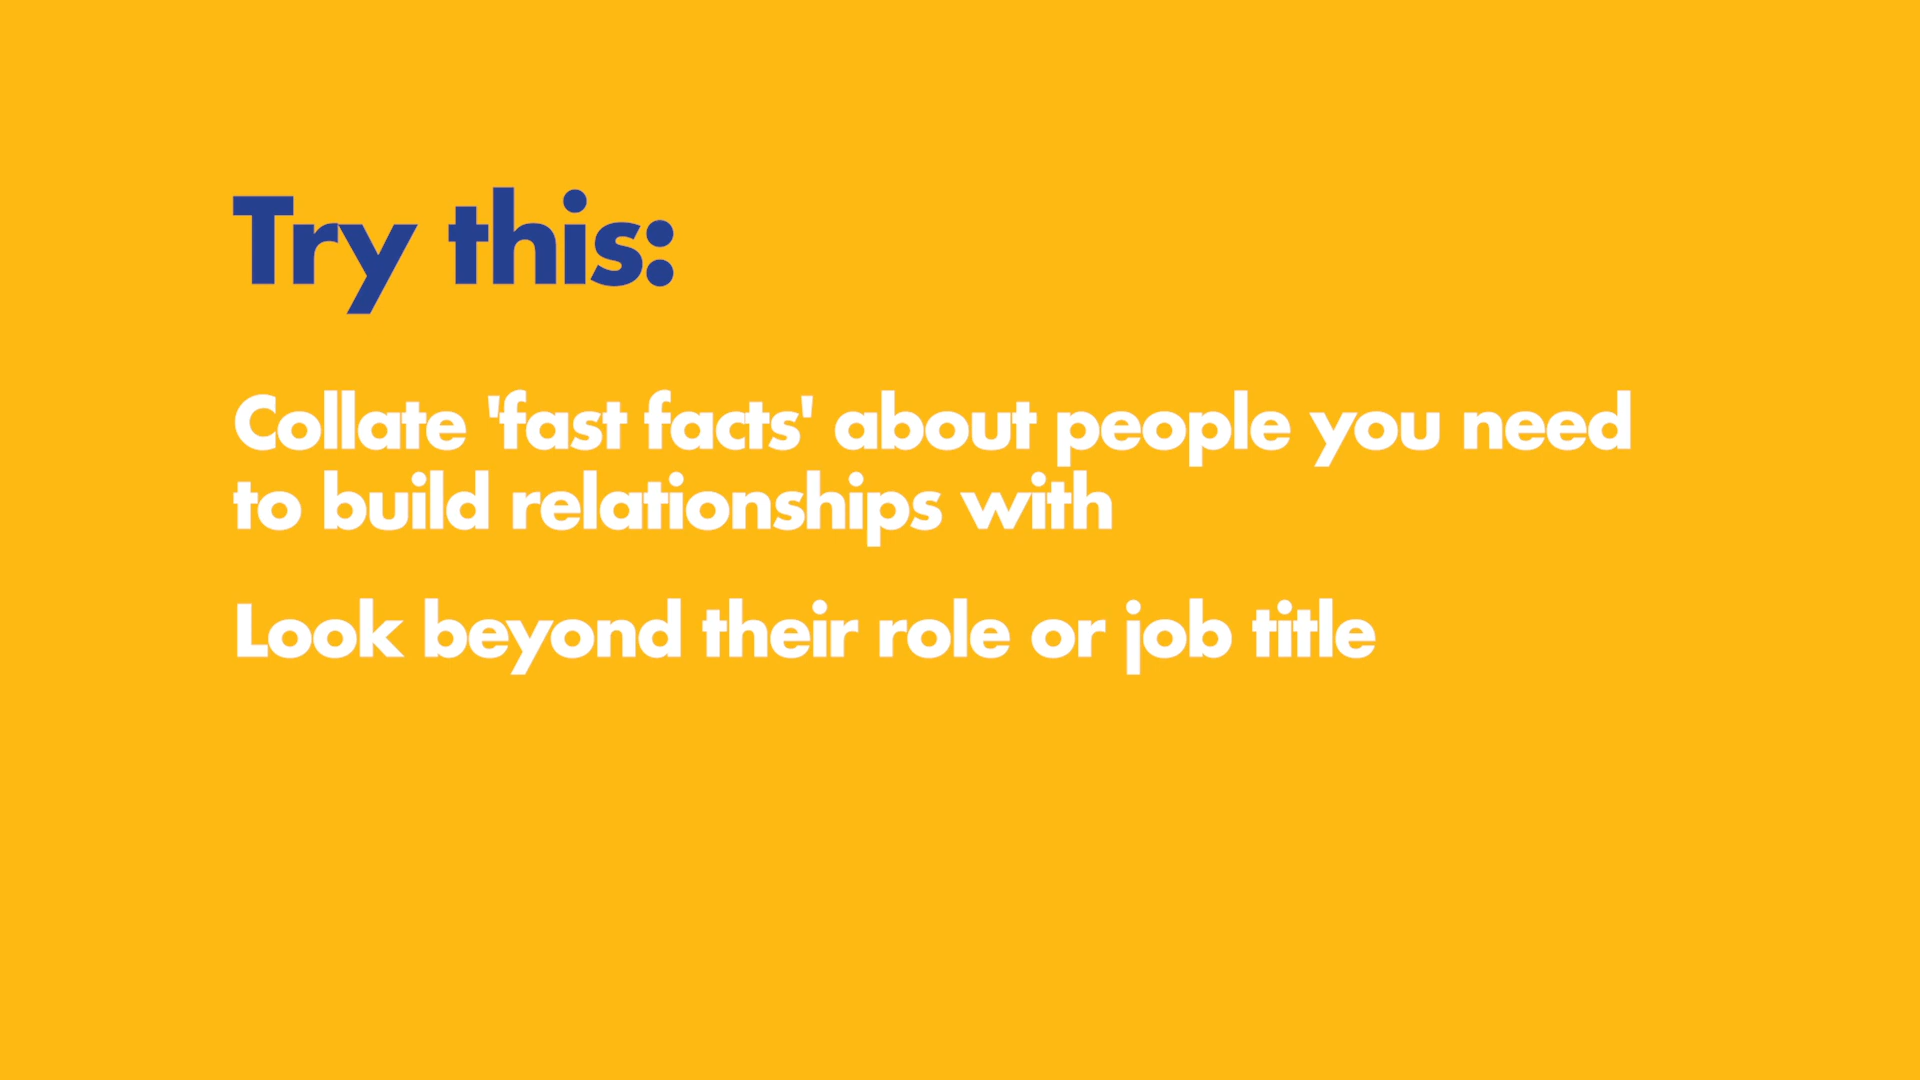 Try this:
Collate 'fast facts' about people you need
to build relationships with
Look beyond their role or job title